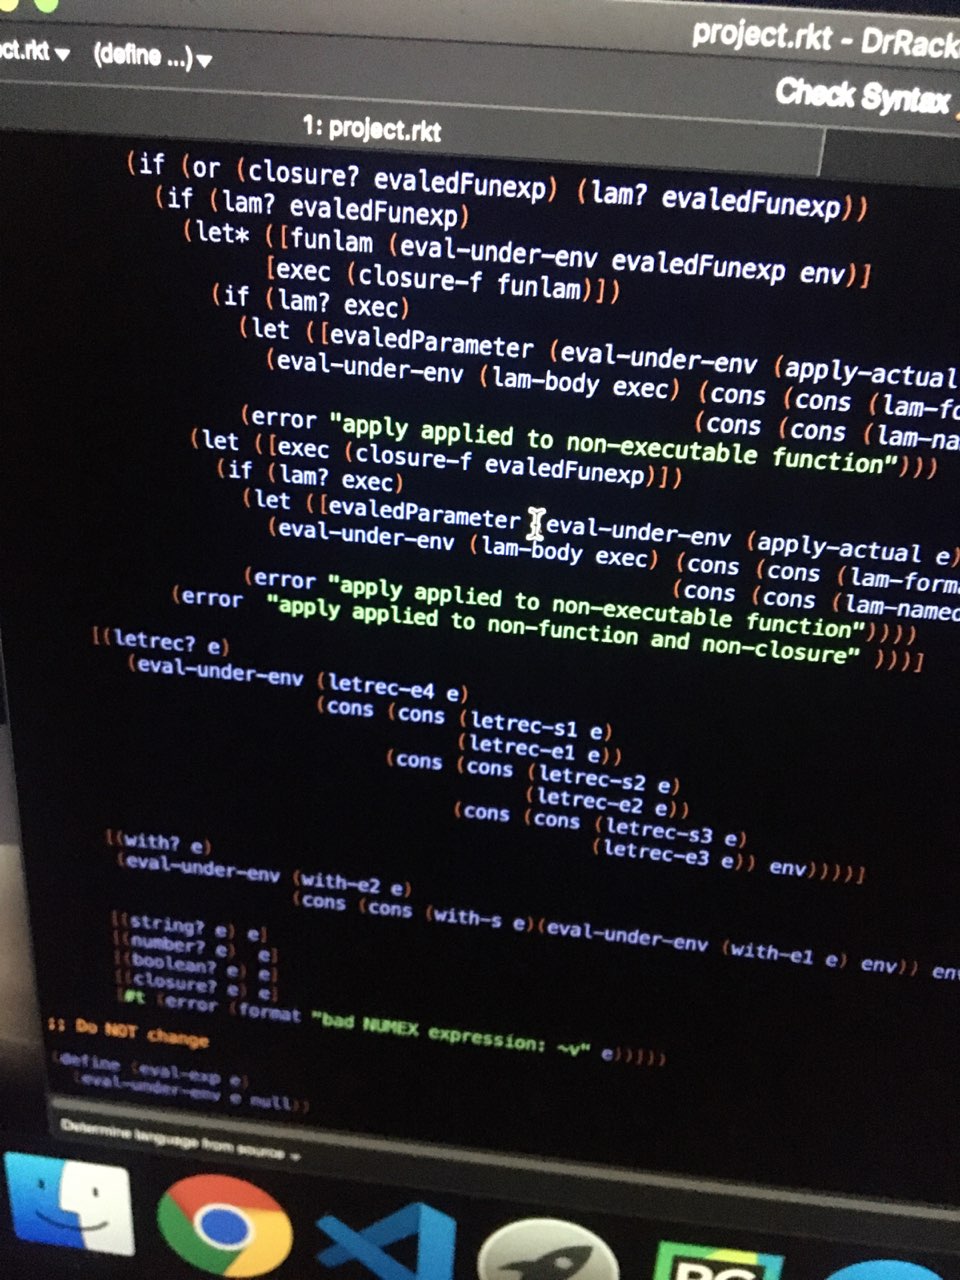 project.rkt - DrRack
ct.rkt (define ...)
Check Syntax
1: project.rkt
(if (or (closure? evaledFunexp) (lam? evaledFunexp))
(if (lam? evaledFunexp)
(let* ([funlam (eval-under-env evaledFunexp env)]
[exec (closure-f funlam)])
(if (lam? exec)
(let ([evaledParameter (eval-under-env (apply-actual
(eval-under-env (lam-body exec) (cons (cons (lam-fo
(cons (cons (lam-na
(error "apply applied to non-executable function")))
(let ([exec (closure-f evaledFunexp)])
(if (lam? exec)
(let ([evaledParameter (eval-under-env (apply-actual e)
(eval-under-env (lam-body exec) (cons (cons (lam-forma
(cons (cons (lam-named
(error "apply applied to non-executable function"))))
(error "apply applied to non-function and non-closure" )))]
[(letrec? e)
(eval-under-env (letrec-e4 e)
(cons (cons (letrec-s1 e)
(letrec-e1 e))
(cons (cons (letrec-s2 e)
(letrec-e2 e))
(cons (cons (letrec-s3 e)
(letrec-e3 e)) env)))))]
[(with? e)
(eval-under-env (with-e2 e)
(cons (cons (with-s e)(eval-under-env (with-e1 e) env)) env
[(string? e) e]
[(number? e) e]
[(boolean? e) e]
[(closure? e) e]
[#t (error (format "bad NUMEX expression: ~v" e))]))
;; Do NOT change
(define (eval-exp e)
(eval-under-env e null))
Determine language from source
PC